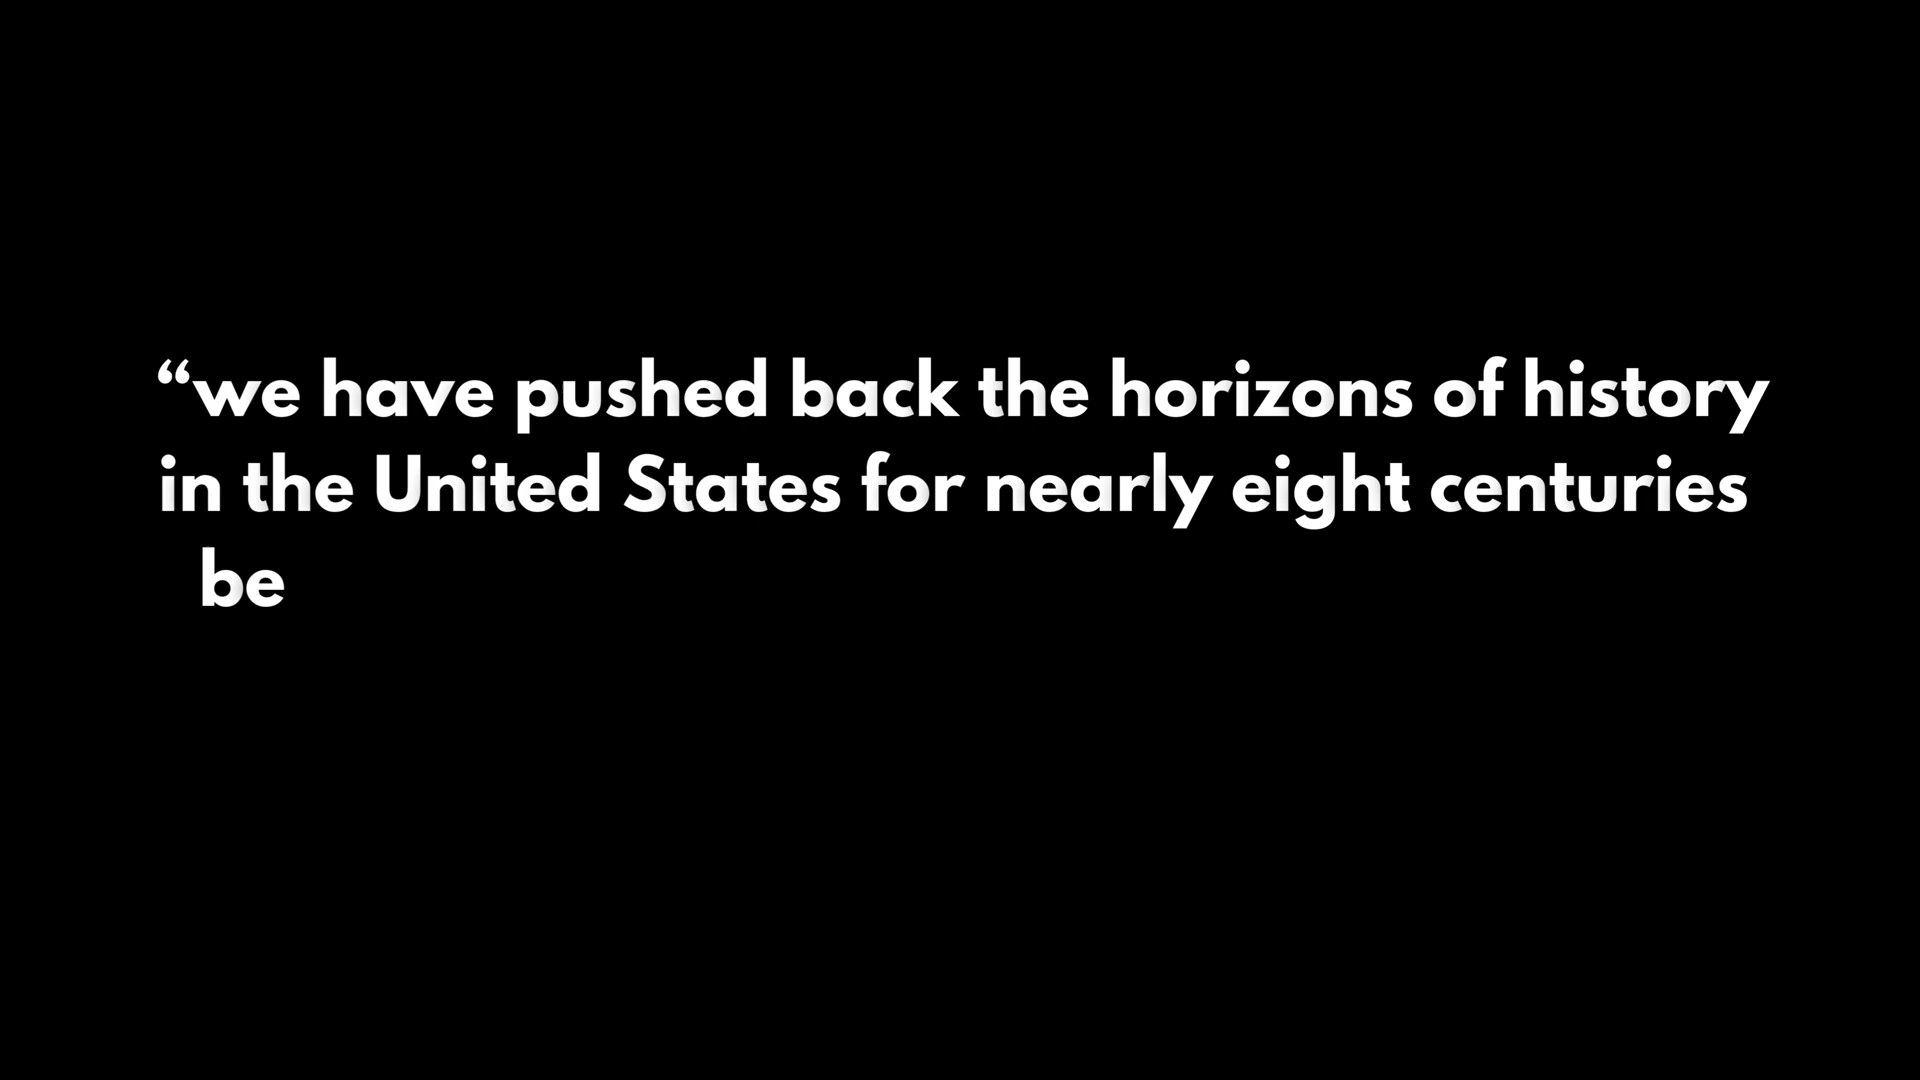 “we have pushed back the horizons of history
in the United States for nearly eight centuries
be